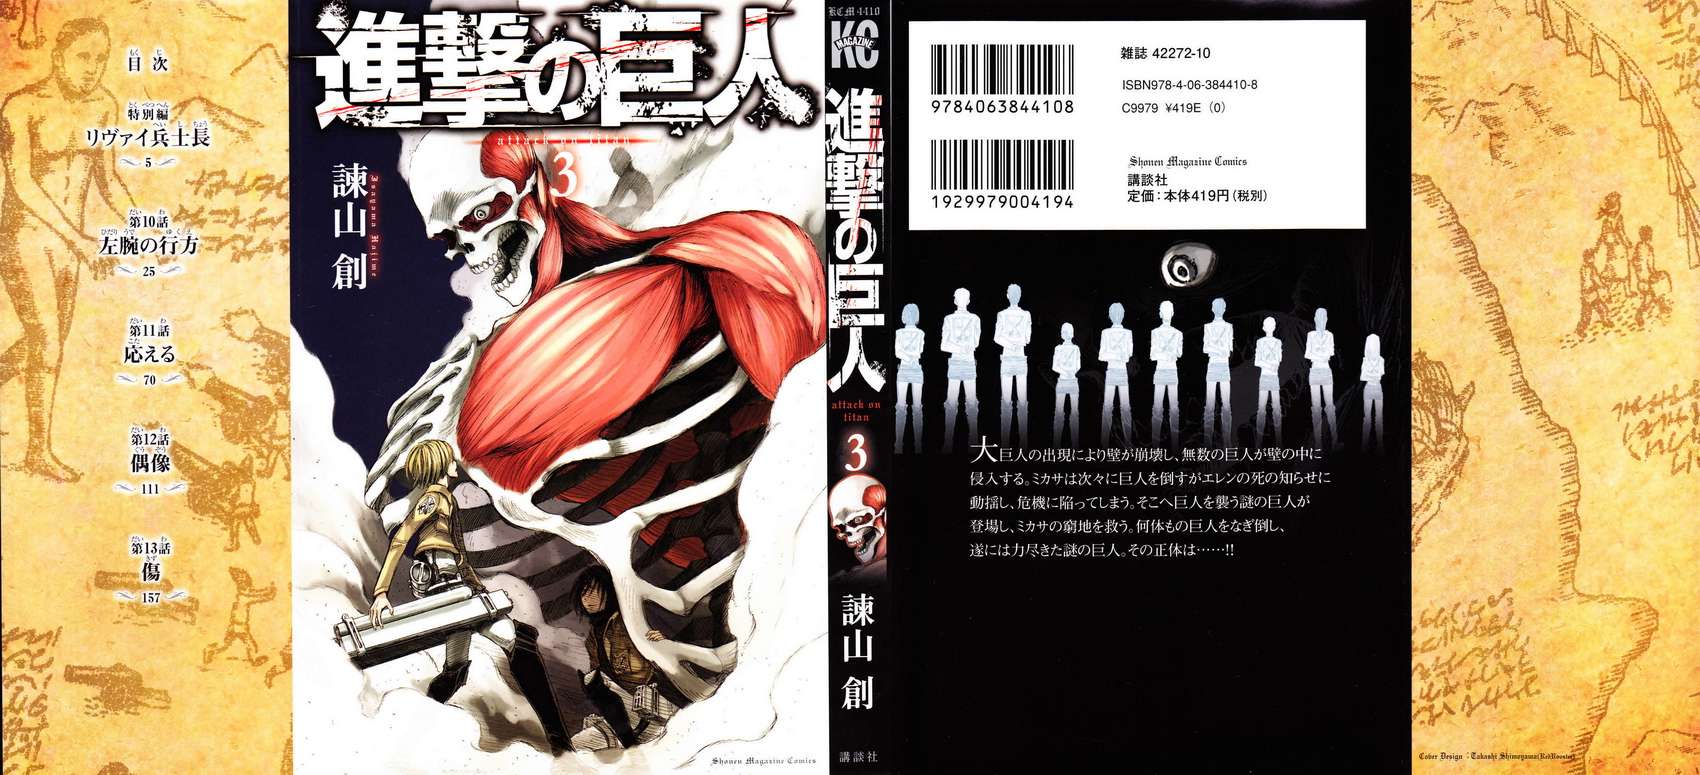 目次
特別編
リヴァイ兵士長
5
第10話
左腕の行方
25
第11話
応える
70
第12話
偶像
111
第13話
傷
157
進撃の巨人
attack on titan
3
諫山創
Isayama Hajime
Shonen Magazine Comics
KCM 4410
KC
MAGAZINE
進撃の巨人
attack on
titan
3
諫山創
講談社
9784063844108
1929979004194
雑誌 42272-10
ISBN978-4-06-384410-8
C9979 ¥419E (0)
Shonen Magazine Comics
講談社
定価:本体419円(税別)
大巨人の出現により壁が崩壊し、無数の巨人が壁の中に
侵入する。ミカサは次々に巨人を倒すがエレンの死の知らせに
動揺し、危機に陥ってしまう。そこへ巨人を襲う謎の巨人が
登場し、ミカサの窮地を救う。何体もの巨人をなぎ倒し、
遂には力尽きた謎の巨人。その正体は……!!
Cover Design : Takashi Shimoyama(RedRooster)